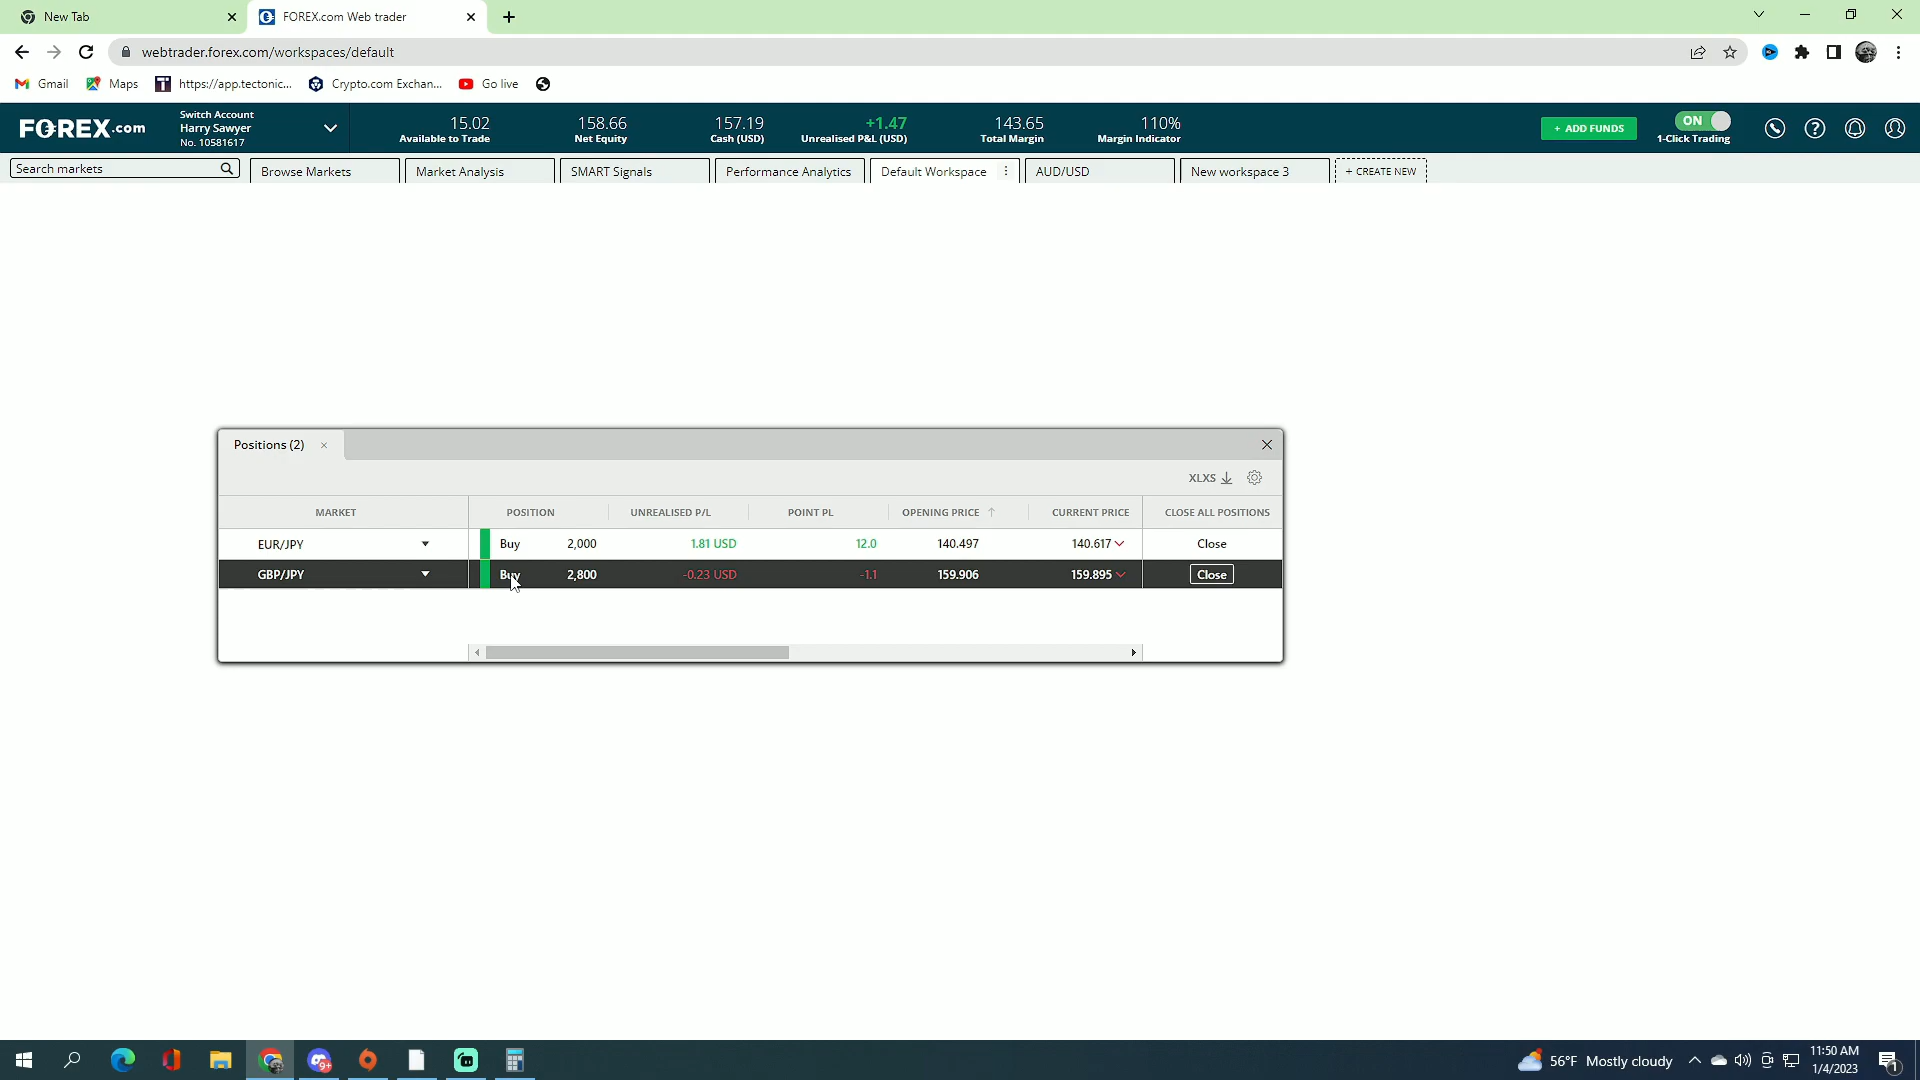 New Tab
FOREX.com Web trader
webtrader.forex.com/workspaces/default
Gmail Maps https://app.tectonic... Crypto.com Exchan... Go live
FOREX.com
Switch Account
Harry Sawyer
No. 10581617
15.02 158.66 157.19 +1.47 143.65 110%
Available to Trade Net Equity Cash (USD) Unrealised P&L (USD) Total Margin Margin Indicator
+ ADD FUNDS
ON
1-Click Trading
Search markets Browse Markets Market Analysis SMART Signals Performance Analytics Default Workspace AUD/USD New workspace 3 + CREATE NEW
Positions (2)
XLXS
MARKET POSITION UNREALISED P/L POINT PL OPENING PRICE CURRENT PRICE CLOSE ALL POSITIONS
EUR/JPY Buy 2,000 1.81 USD 12.0 140.497 140.617 Close
GBP/JPY Buy 2,800 -0.23 USD -1.1 159.906 159.895 Close
9+
56°F Mostly cloudy
11:50 AM
1/4/2023
1